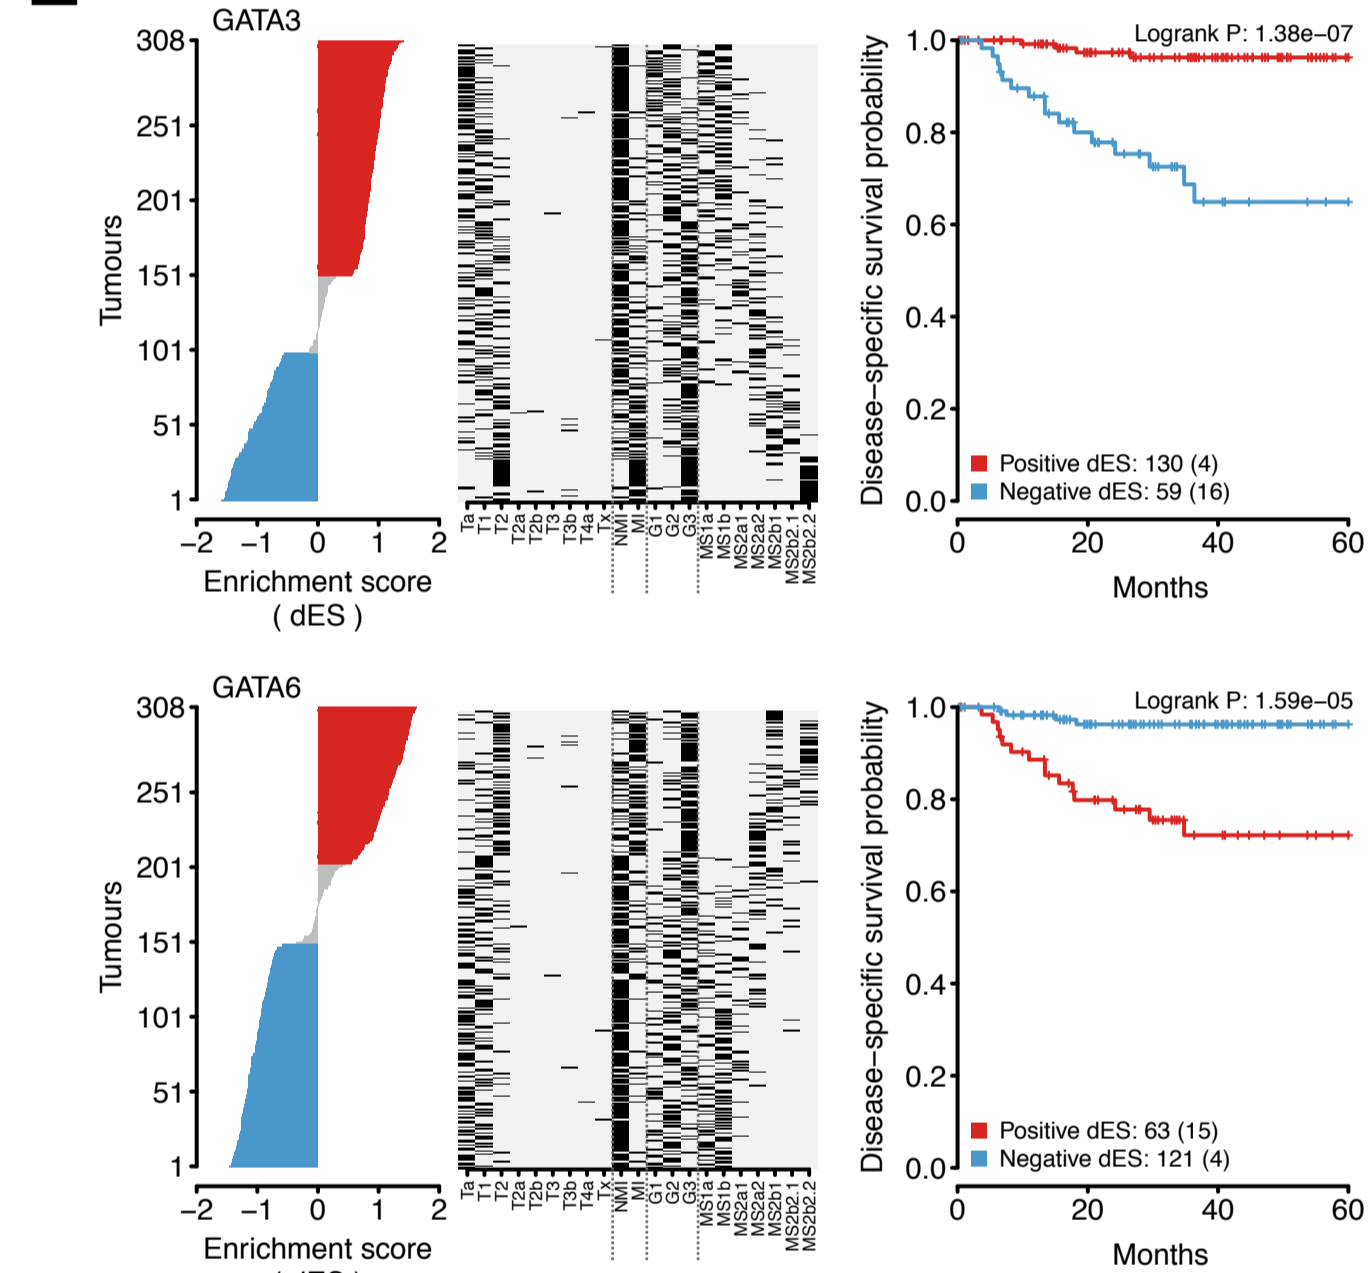 GATA3
308
251
201
151
101
51
1
Tumours
−2 −1 0 1 2
Enrichment score
( dES )
Ta T1 T2 T2a T2b T3 T3b T4a Tx NMI MI G1 G2 G3 MS1a MS1b MS2a1 MS2a2 MS2b1 MS2b2.1 MS2b2.2
Disease−specific survival probability
1.0
0.8
0.6
0.4
0.2
0.0
Logrank P: 1.38e−07
Positive dES: 130 (4)
Negative dES: 59 (16)
0 20 40 60
Months
GATA6
308
251
201
151
101
51
1
Tumours
−2 −1 0 1 2
Enrichment score
Ta T1 T2 T2a T2b T3 T3b T4a Tx NMI MI G1 G2 G3 MS1a MS1b MS2a1 MS2a2 MS2b1 MS2b2.1 MS2b2.2
Disease−specific survival probability
1.0
0.8
0.6
0.4
0.2
0.0
Logrank P: 1.59e−05
Positive dES: 63 (15)
Negative dES: 121 (4)
0 20 40 60
Months